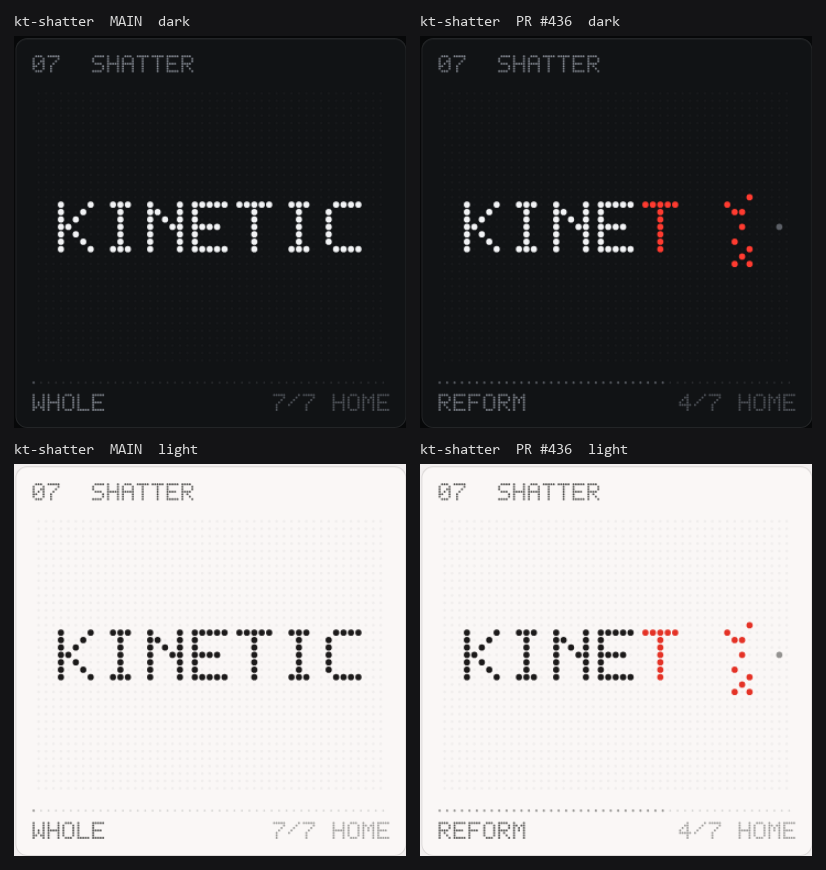 kt-shatter MAIN dark
07 SHATTER
KINETIC
WHOLE 7/7 HOME
kt-shatter PR #436 dark
07 SHATTER
KINET
REFORM 4/7 HOME
kt-shatter MAIN light
07 SHATTER
KINETIC
WHOLE 7/7 HOME
kt-shatter PR #436 light
07 SHATTER
KINET
REFORM 4/7 HOME